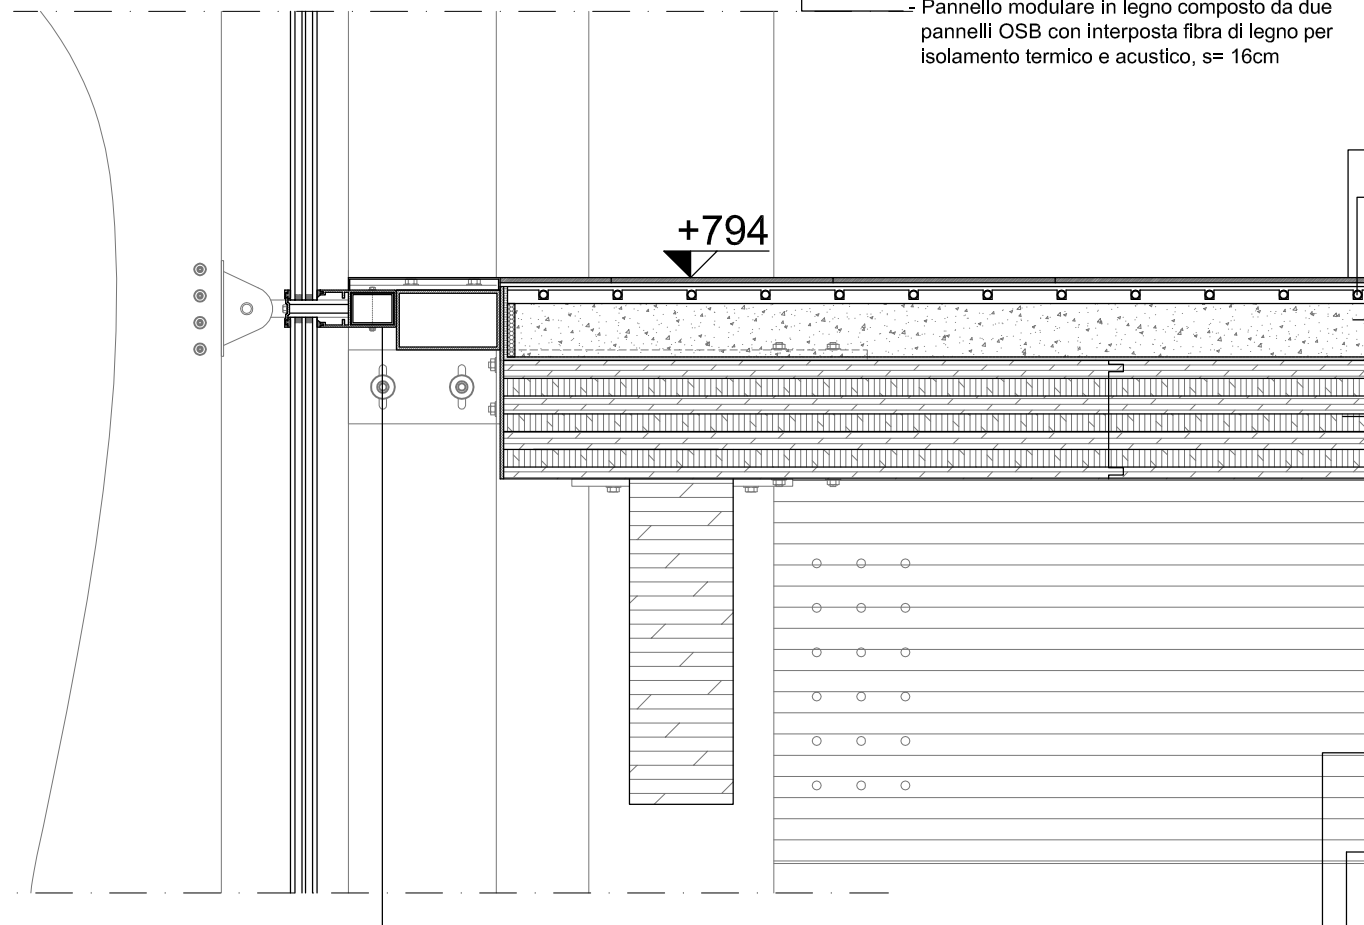 - Pannello modulare in legno composto da due
pannelli OSB con interposta fibra di legno per
isolamento termico e acustico, s= 16cm
+794